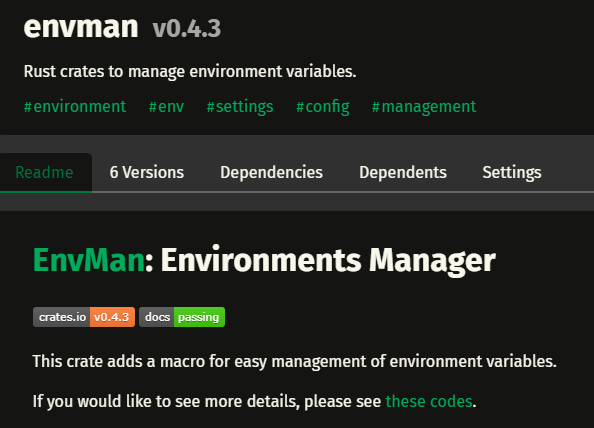 envman v0.4.3
Rust crates to manage environment variables.
#environment #env #settings #config #management
Readme 6 Versions Dependencies Dependents Settings
EnvMan: Environments Manager
crates.io v0.4.3 docs passing
This crate adds a macro for easy management of environment variables.
If you would like to see more details, please see these codes.